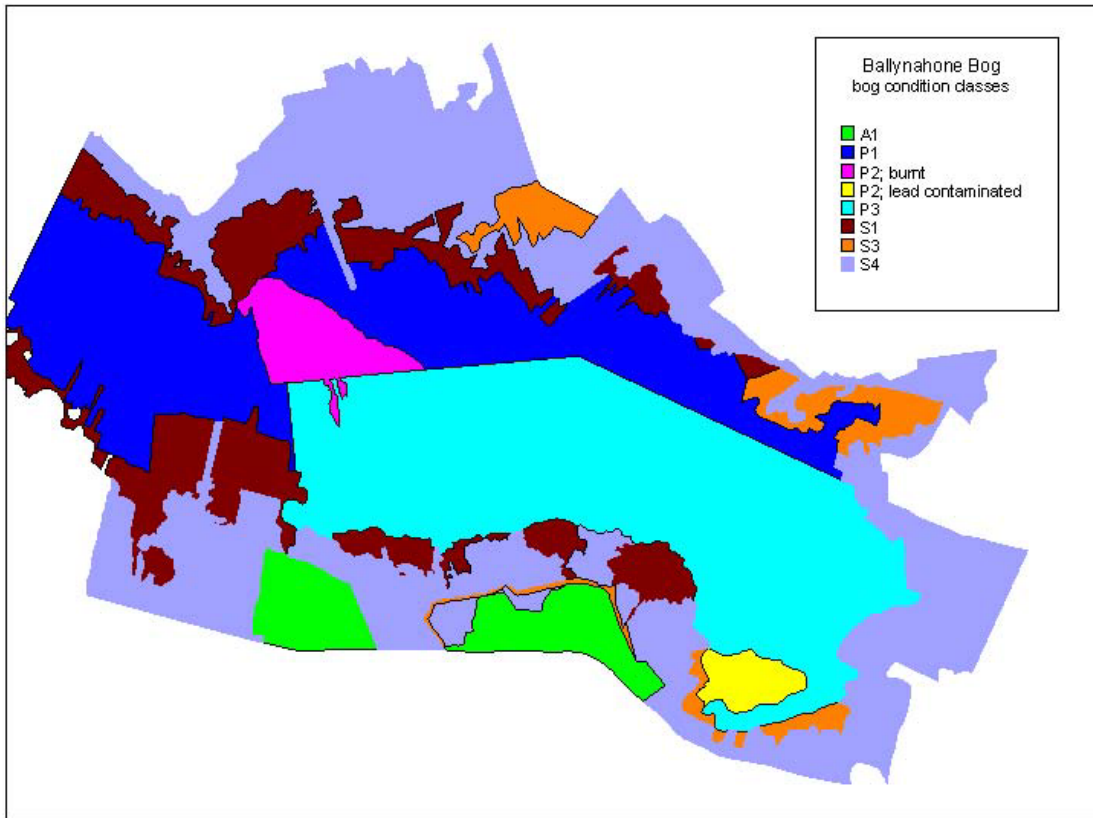 Ballynahone Bog
bog condition classes
A1
P1
P2; burnt
P2; lead contaminated
P3
S1
S3
S4